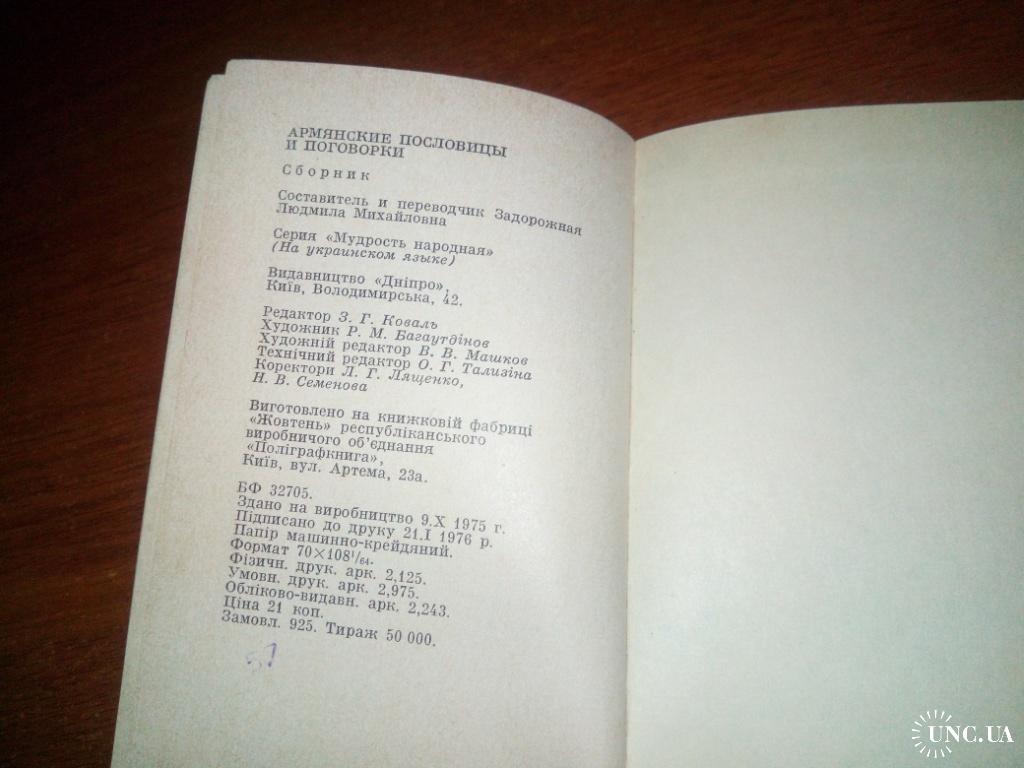 АРМЯНСКИЕ ПОСЛОВИЦЫ
И ПОГОВОРКИ
Сборник
Составитель и переводчик Задорожная
Людмила Михайловна
Серия «Мудрость народная»
(На украинском языке)
Видавництво «Дніпро»,
Київ, Володимирська, 42.
Редактор З. Г. Коваль
Художник Р. М. Багаутдінов
Художній редактор В. В. Машков
Технічний редактор О. Г. Тализіна
Коректори Л. Г. Лященко,
Н. В. Семенова
Виготовлено на книжковій фабриці
«Жовтень» республіканського
виробничого об'єднання
«Поліграфкнига»,
Київ, вул. Артема, 23а.
БФ 32705.
Здано на виробництво 9.X 1975 г.
Підписано до друку 21.I 1976 р.
Папір машинно-крейдяний.
Формат 70×108¹/₆₄.
Фізичн. друк. арк. 2,125.
Умовн. друк. арк. 2,975.
Обліково-видавн. арк. 2,243.
Ціна 21 коп.
Замовл. 925. Тираж 50 000.
UNC.UA